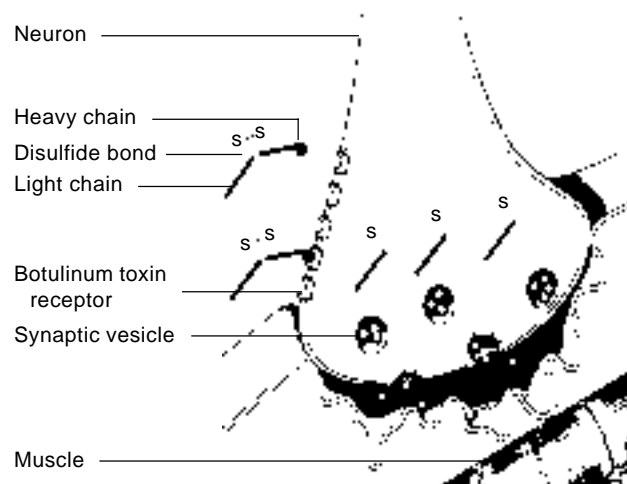 Neuron
Heavy chain
S S
Disulfide bond
Light chain
S S S
S S
Botulinum toxin
receptor
Synaptic vesicle
Muscle